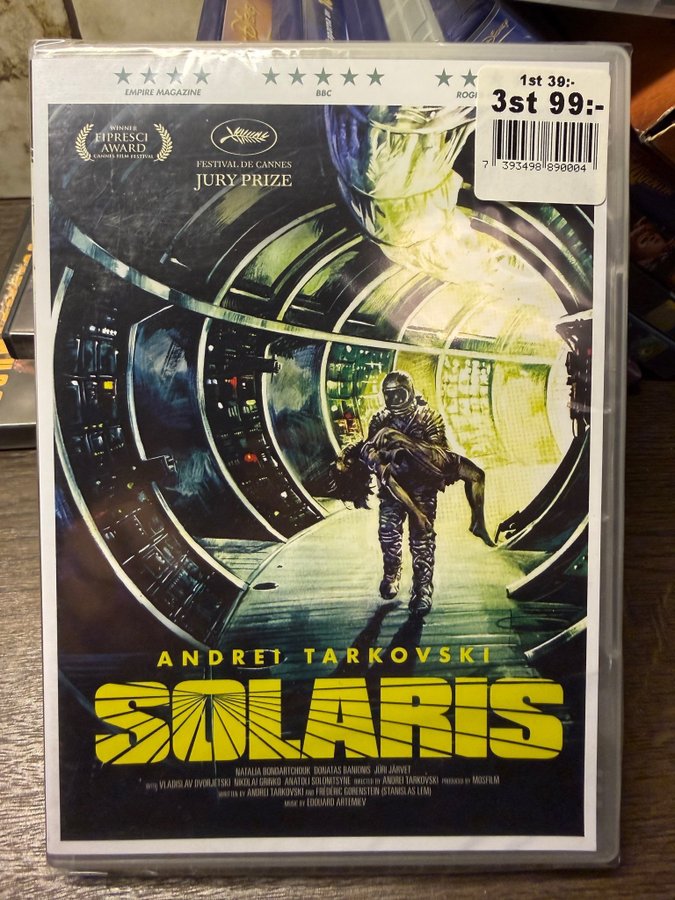 1st 39:-
3st 99:-
7 393498 890004
EMPIRE MAGAZINE
BBC
WINNER
FIPRESCI
AWARD
CANNES FILM FESTIVAL
FESTIVAL DE CANNES
JURY PRIZE
ANDREI TARKOVSKI
SOLARIS
NATALIA BONDARTCHOUK DONATAS BANIONIS JÜRI JÄRVET
WITH VLADISLAV DVORJETSKI NIKOLAI GRINKO ANATOLI SOLONITSYNE DIRECTED BY ANDREI TARKOVSKI PRODUCED BY MOSFILM
WRITTEN BY ANDREI TARKOVSKI AND FRÉDÉRIC GORENSTEIN (STANISLAS LEM)
MUSIC BY EDOUARD ARTEMIEV